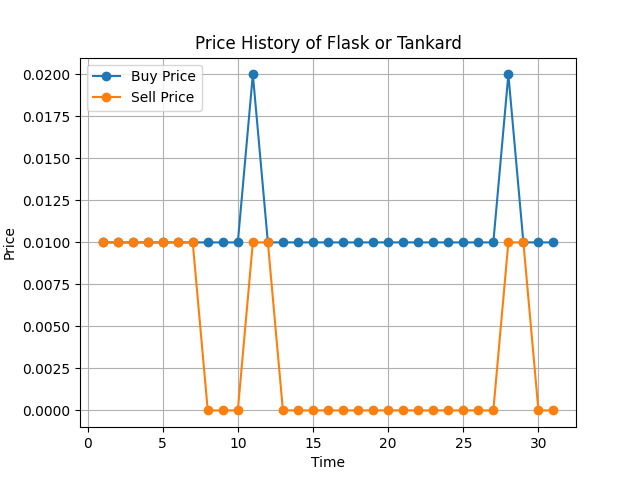 Price History of Flask or Tankard
Buy Price
Sell Price
0.0200
0.0175
0.0150
0.0125
0.0100
0.0075
0.0050
0.0025
0.0000
Price
0 5 10 15 20 25 30
Time